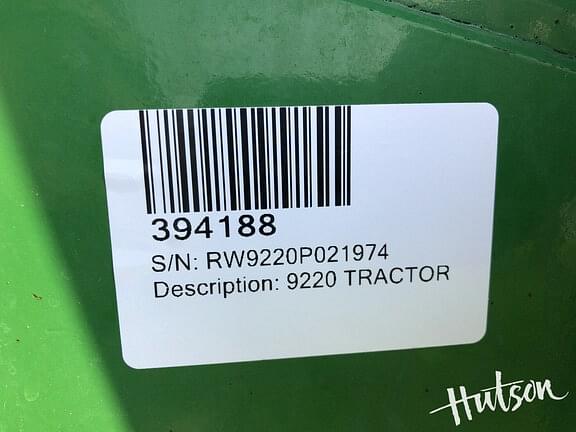 394188
S/N: RW9220P021974
Description: 9220 TRACTOR
Hutson